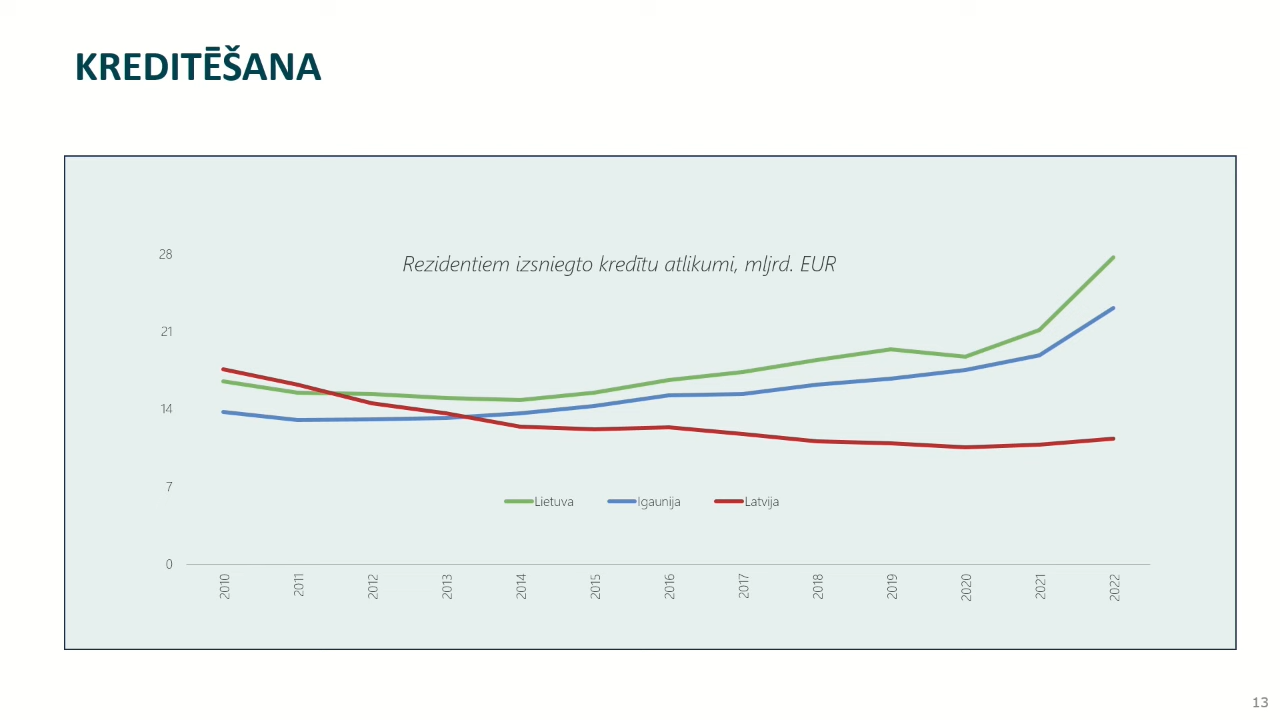 KREDITĒŠANA
Rezidentiem izsniegto kredītu atlikumi, mljrd. EUR
28
21
14
7
0
Lietuva Igaunija Latvija
2010 2011 2012 2013 2014 2015 2016 2017 2018 2019 2020 2021 2022
13